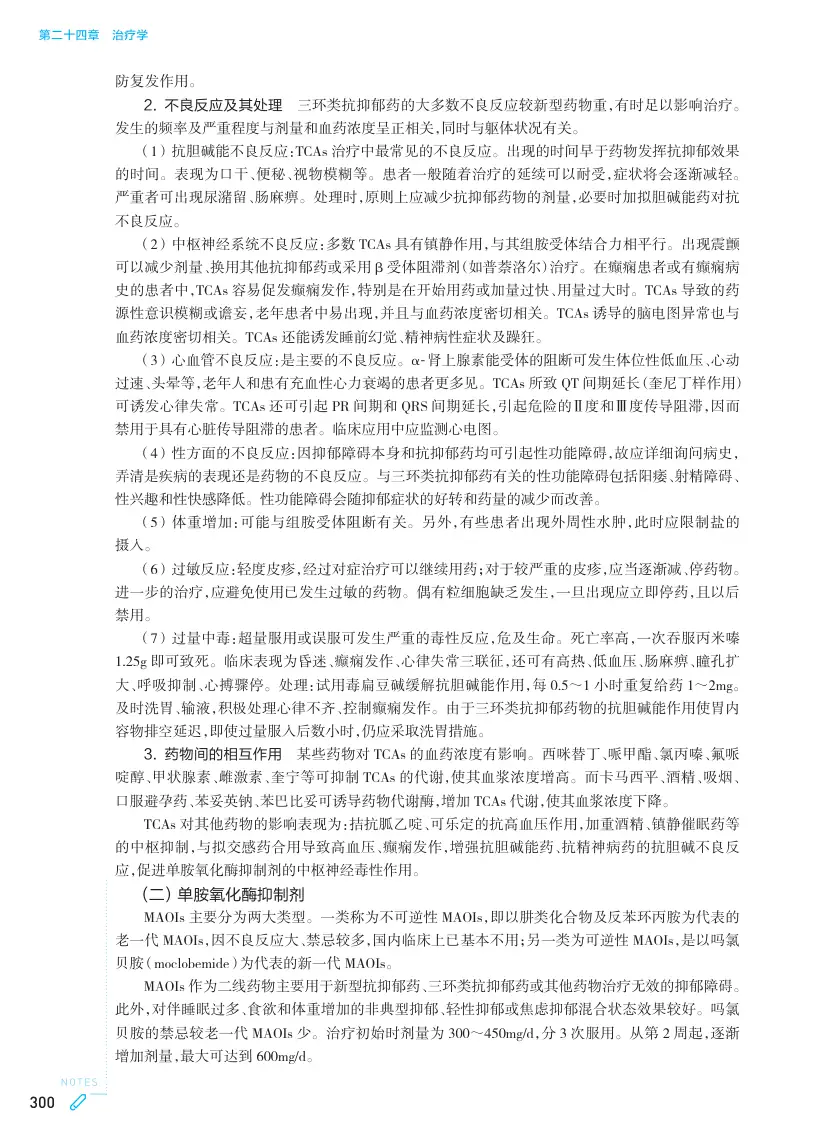 第二十四章 治疗学
防复发作用。
2. 不良反应及其处理 三环类抗抑郁药的大多数不良反应较新型药物重,有时足以影响治疗。
发生的频率及严重程度与剂量和血药浓度呈正相关,同时与躯体状况有关。
(1)抗胆碱能不良反应:TCAs 治疗中最常见的不良反应。出现的时间早于药物发挥抗抑郁效果
的时间。表现为口干、便秘、视物模糊等。患者一般随着治疗的延续可以耐受,症状将会逐渐减轻。
严重者可出现尿潴留、肠麻痹。处理时,原则上应减少抗抑郁药物的剂量,必要时加拟胆碱能药对抗
不良反应。
(2)中枢神经系统不良反应:多数 TCAs 具有镇静作用,与其组胺受体结合力相平行。出现震颤
可以减少剂量、换用其他抗抑郁药或采用 β 受体阻滞剂(如普萘洛尔)治疗。在癫痫患者或有癫痫病
史的患者中,TCAs 容易促发癫痫发作,特别是在开始用药或加量过快、用量过大时。TCAs 导致的药
源性意识模糊或谵妄,老年患者中易出现,并且与血药浓度密切相关。TCAs 诱导的脑电图异常也与
血药浓度密切相关。TCAs 还能诱发睡前幻觉、精神病性症状及躁狂。
(3)心血管不良反应:是主要的不良反应。α- 肾上腺素能受体的阻断可发生体位性低血压、心动
过速、头晕等,老年人和患有充血性心力衰竭的患者更多见。TCAs 所致 QT 间期延长(奎尼丁样作用)
可诱发心律失常。TCAs 还可引起 PR 间期和 QRS 间期延长,引起危险的Ⅱ度和Ⅲ度传导阻滞,因而
禁用于具有心脏传导阻滞的患者。临床应用中应监测心电图。
(4)性方面的不良反应:因抑郁障碍本身和抗抑郁药均可引起性功能障碍,故应详细询问病史,
弄清是疾病的表现还是药物的不良反应。与三环类抗抑郁药有关的性功能障碍包括阳痿、射精障碍、
性兴趣和性快感降低。性功能障碍会随抑郁症状的好转和药量的减少而改善。
(5)体重增加:可能与组胺受体阻断有关。另外,有些患者出现外周性水肿,此时应限制盐的
摄入。
(6)过敏反应:轻度皮疹,经过对症治疗可以继续用药;对于较严重的皮疹,应当逐渐减、停药物。
进一步的治疗,应避免使用已发生过敏的药物。偶有粒细胞缺乏发生,一旦出现应立即停药,且以后
禁用。
(7)过量中毒:超量服用或误服可发生严重的毒性反应,危及生命。死亡率高,一次吞服丙米嗪
1.25g 即可致死。临床表现为昏迷、癫痫发作、心律失常三联征,还可有高热、低血压、肠麻痹、瞳孔扩
大、呼吸抑制、心搏骤停。处理:试用毒扁豆碱缓解抗胆碱能作用,每 0.5～1 小时重复给药 1～2mg。
及时洗胃、输液,积极处理心律不齐、控制癫痫发作。由于三环类抗抑郁药物的抗胆碱能作用使胃内
容物排空延迟,即使过量服入后数小时,仍应采取洗胃措施。
3. 药物间的相互作用 某些药物对 TCAs 的血药浓度有影响。西咪替丁、哌甲酯、氯丙嗪、氟哌
啶醇、甲状腺素、雌激素、奎宁等可抑制 TCAs 的代谢,使其血浆浓度增高。而卡马西平、酒精、吸烟、
口服避孕药、苯妥英钠、苯巴比妥可诱导药物代谢酶,增加 TCAs 代谢,使其血浆浓度下降。
TCAs 对其他药物的影响表现为:拮抗胍乙啶、可乐定的抗高血压作用,加重酒精、镇静催眠药等
的中枢抑制,与拟交感药合用导致高血压、癫痫发作,增强抗胆碱能药、抗精神病药的抗胆碱不良反
应,促进单胺氧化酶抑制剂的中枢神经毒性作用。
(二)单胺氧化酶抑制剂
MAOIs 主要分为两大类型。一类称为不可逆性 MAOIs,即以肼类化合物及反苯环丙胺为代表的
老一代 MAOIs,因不良反应大、禁忌较多,国内临床上已基本不用;另一类为可逆性 MAOIs,是以吗氯
贝胺(moclobemide)为代表的新一代 MAOIs。
MAOIs 作为二线药物主要用于新型抗抑郁药、三环类抗抑郁药或其他药物治疗无效的抑郁障碍。
此外,对伴睡眠过多、食欲和体重增加的非典型抑郁、轻性抑郁或焦虑抑郁混合状态效果较好。吗氯
贝胺的禁忌较老一代 MAOIs 少。治疗初始时剂量为 300～450mg/d,分 3 次服用。从第 2 周起,逐渐
增加剂量,最大可达到 600mg/d。
NOTES
300